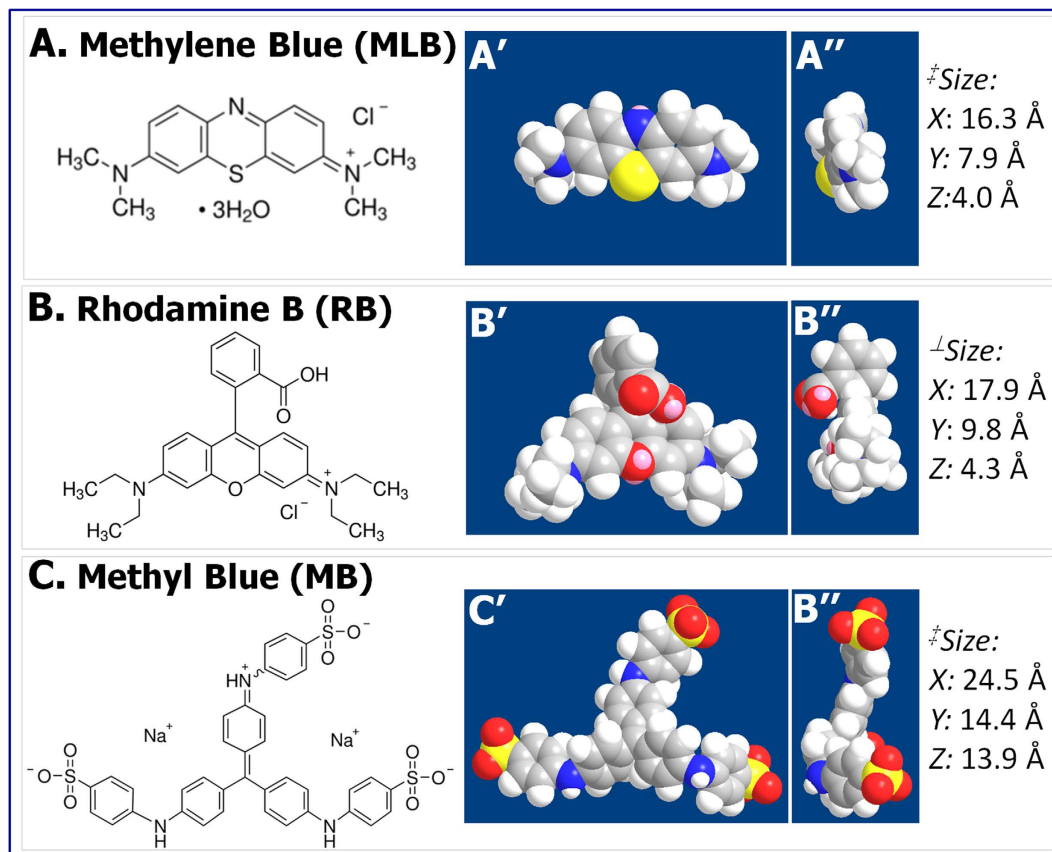 A. Methylene Blue (MLB)
N
Cl⁻
H₃C
N
CH₃
S
N⁺
CH₃
CH₃
• 3H₂O
CH₃
A′
A″
‡Size:
X: 16.3 Å
Y: 7.9 Å
Z:4.0 Å
B. Rhodamine B (RB)
OH
O
H₃C
N
O
N⁺
CH₃
Cl⁻
H₃C
CH₃
B′
B″
⊥Size:
X: 17.9 Å
Y: 9.8 Å
Z: 4.3 Å
C. Methyl Blue (MB)
O
S-O⁻
O
HN⁺
Na⁺
Na⁺
O
⁻O-S
O
O
S-O⁻
O
N
H
N
H
C′
B″
‡Size:
X: 24.5 Å
Y: 14.4 Å
Z: 13.9 Å